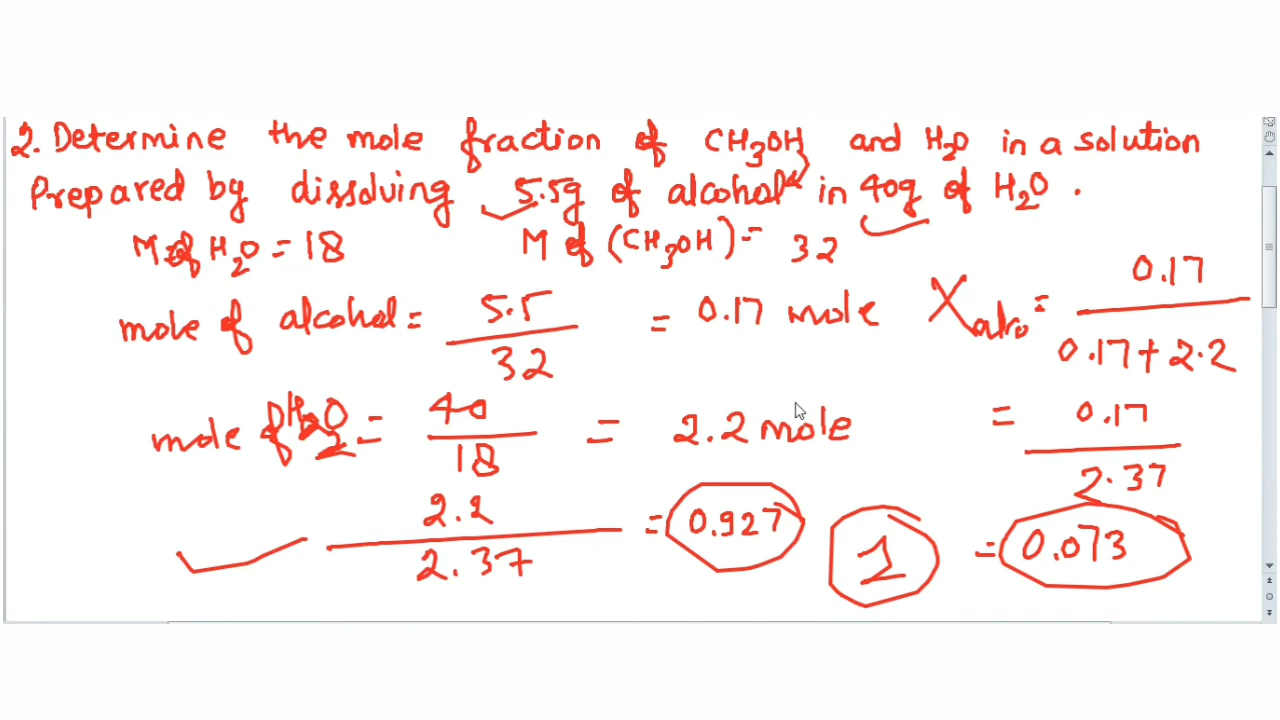 2. Determine the mole fraction of CH3OH and H2O in a solution
Prepared by dissolving 5.5g of alcohol in 40g of H2O.
M of H2O = 18 M of (CH3OH) = 32
mole of alcohol = 5.5/32 = 0.17 mole
mole of H2O = 40/18 = 2.2 mole
2.2/2.37 = 0.927
1
Xalco = 0.17/0.17+2.2
= 0.17/2.37
= 0.073